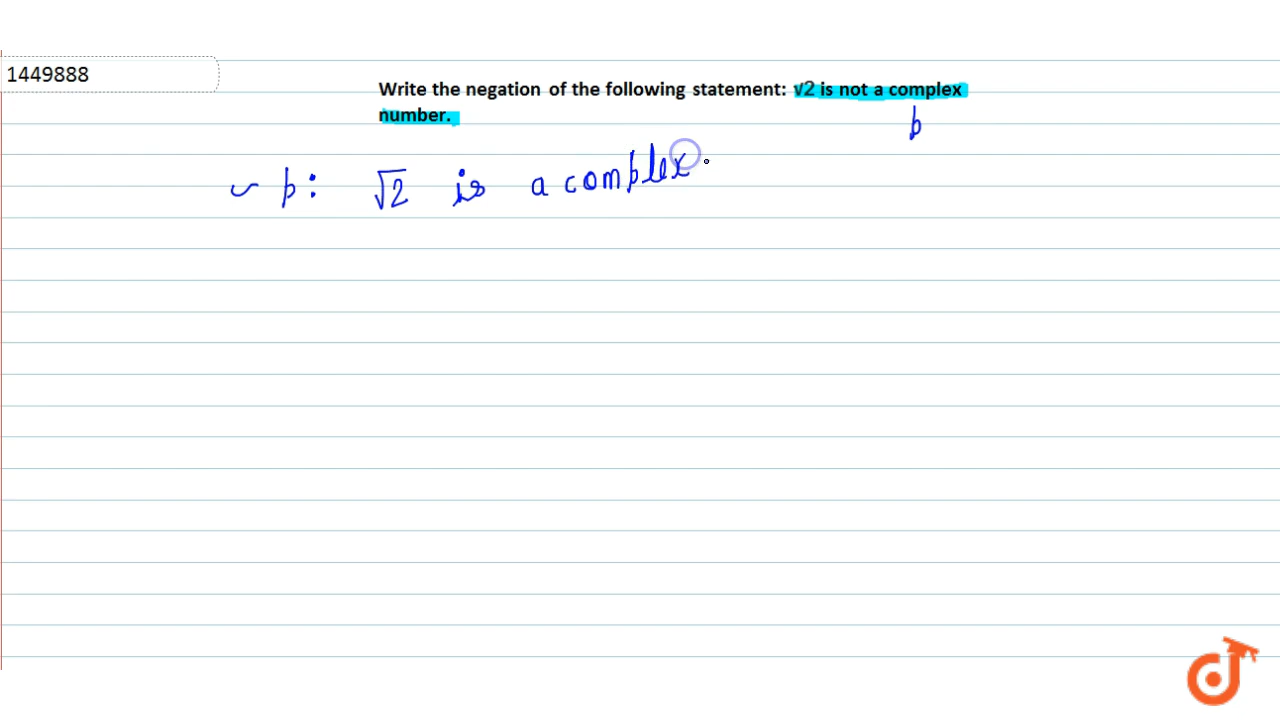 1449888
Write the negation of the following statement: √2 is not a complex
number.
p
~ p: √2 is a complex